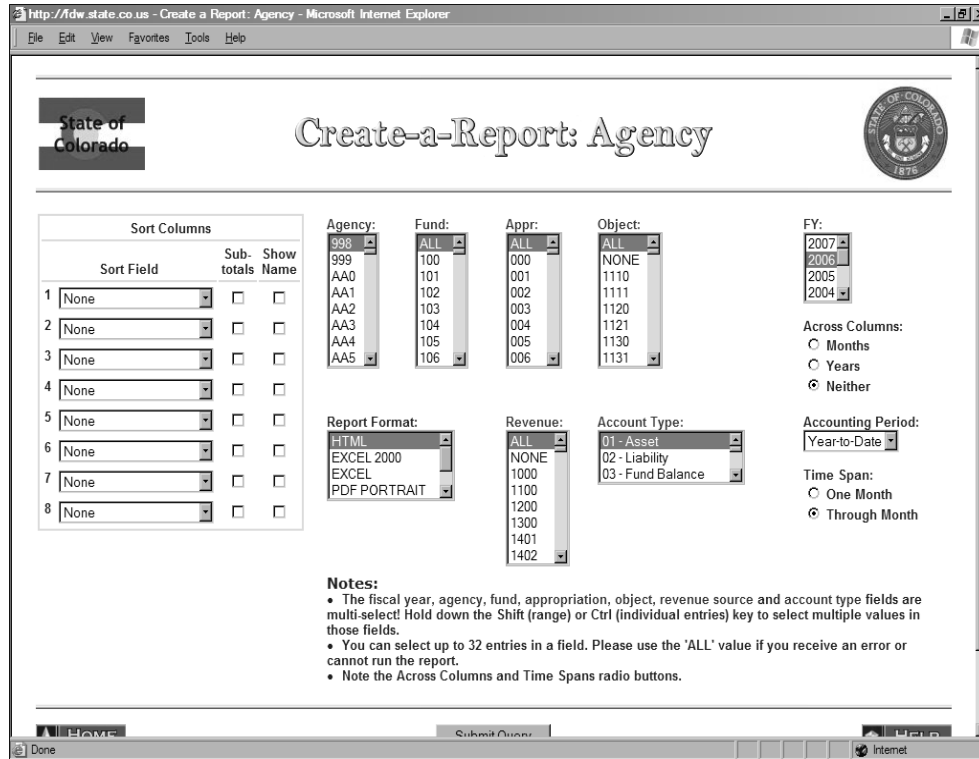 http://fdw.state.co.us - Create a Report: Agency - Microsoft Internet Explorer
File Edit View Favorites Tools Help
State of
Colorado
Create-a-Report: Agency
STATE OF COLORADO
1876
Sort Columns
Sort Field
Sub-
totals
Show
Name
1 None
2 None
3 None
4 None
5 None
6 None
7 None
8 None
Agency:
998
999
AA0
AA1
AA2
AA3
AA4
AA5
Fund:
ALL
100
101
102
103
104
105
106
Appr:
ALL
000
001
002
003
004
005
006
Object:
ALL
NONE
1110
1111
1120
1121
1130
1131
FY:
2007
2006
2005
2004
Across Columns:
Months
Years
Neither
Report Format:
HTML
EXCEL 2000
EXCEL
PDF PORTRAIT
Revenue:
ALL
NONE
1000
1100
1200
1300
1401
1402
Account Type:
01 - Asset
02 - Liability
03 - Fund Balance
Accounting Period:
Year-to-Date
Time Span:
One Month
Through Month
Notes:
• The fiscal year, agency, fund, appropriation, object, revenue source and account type fields are
multi-select! Hold down the Shift (range) or Ctrl (individual entries) key to select multiple values in
those fields.
• You can select up to 32 entries in a field. Please use the 'ALL' value if you receive an error or
cannot run the report.
• Note the Across Columns and Time Spans radio buttons.
HOME
Submit Query
HELP
Done
Internet